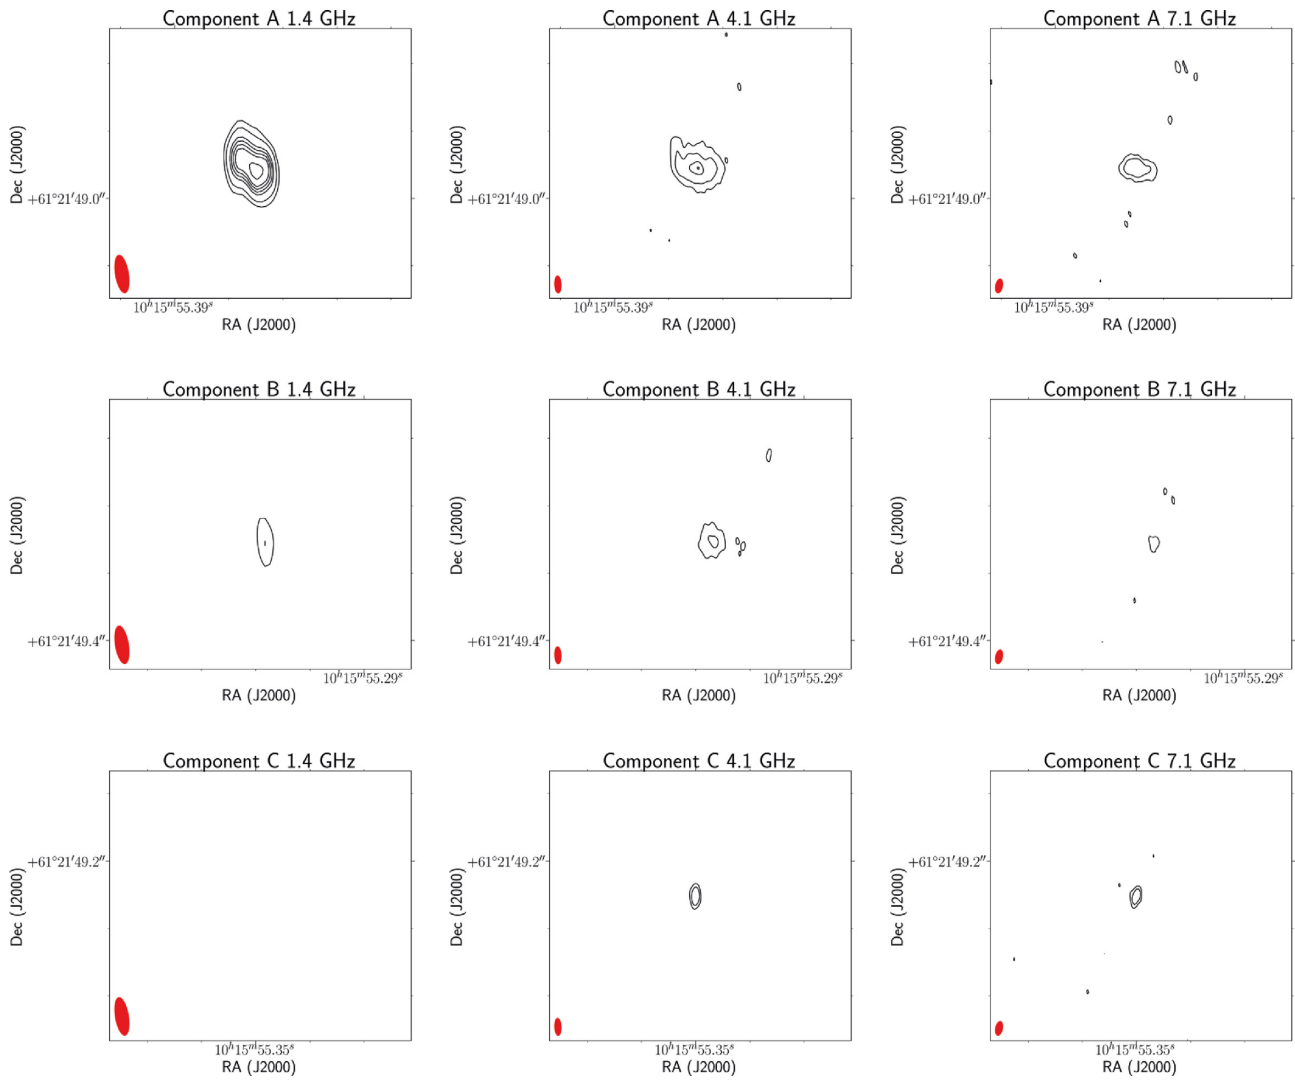 Component A 1.4 GHz
Component A 4.1 GHz
Component A 7.1 GHz
Dec (J2000)
+61°21′49.0″
10ʰ15ᵐ55.39ˢ
RA (J2000)
Dec (J2000)
+61°21′49.0″
10ʰ15ᵐ55.39ˢ
RA (J2000)
Dec (J2000)
+61°21′49.0″
10ʰ15ᵐ55.39ˢ
RA (J2000)
Component B 1.4 GHz
Component B 4.1 GHz
Component B 7.1 GHz
Dec (J2000)
+61°21′49.4″
10ʰ15ᵐ55.29ˢ
RA (J2000)
Dec (J2000)
+61°21′49.4″
10ʰ15ᵐ55.29ˢ
RA (J2000)
Dec (J2000)
+61°21′49.4″
10ʰ15ᵐ55.29ˢ
RA (J2000)
Component C 1.4 GHz
Component C 4.1 GHz
Component C 7.1 GHz
Dec (J2000)
+61°21′49.2″
10ʰ15ᵐ55.35ˢ
RA (J2000)
Dec (J2000)
+61°21′49.2″
10ʰ15ᵐ55.35ˢ
RA (J2000)
Dec (J2000)
+61°21′49.2″
10ʰ15ᵐ55.35ˢ
RA (J2000)